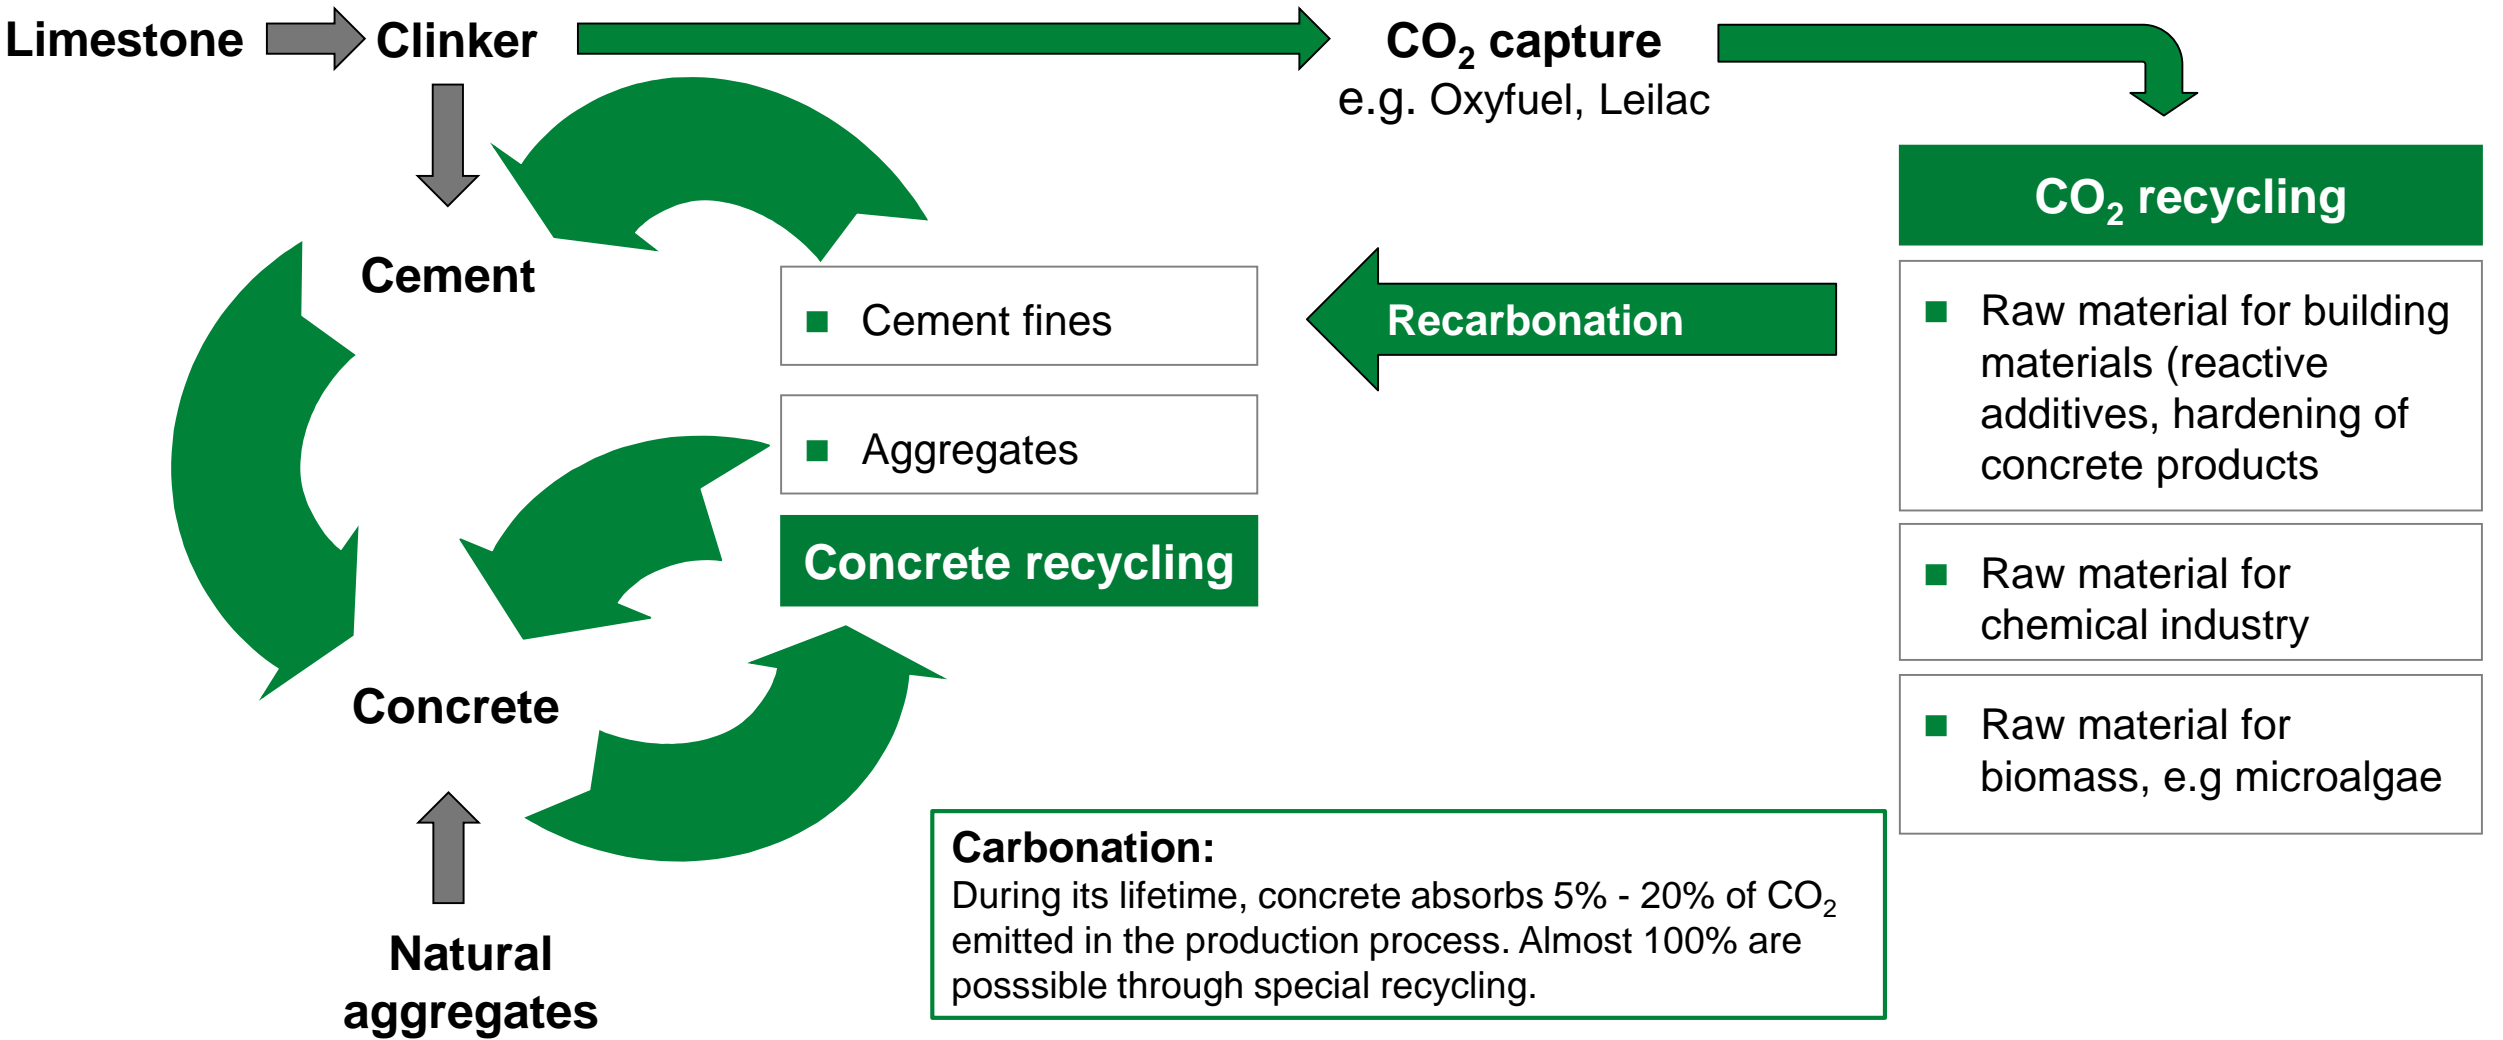 Limestone
Clinker
CO₂ capture
e.g. Oxyfuel, Leilac
CO₂ recycling
Cement
Cement fines
Recarbonation
Raw material for building
materials (reactive
additives, hardening of
concrete products
Aggregates
Concrete recycling
Raw material for
chemical industry
Concrete
Raw material for
biomass, e.g microalgae
Carbonation:
During its lifetime, concrete absorbs 5% - 20% of CO₂
emitted in the production process. Almost 100% are
posssible through special recycling.
Natural
aggregates